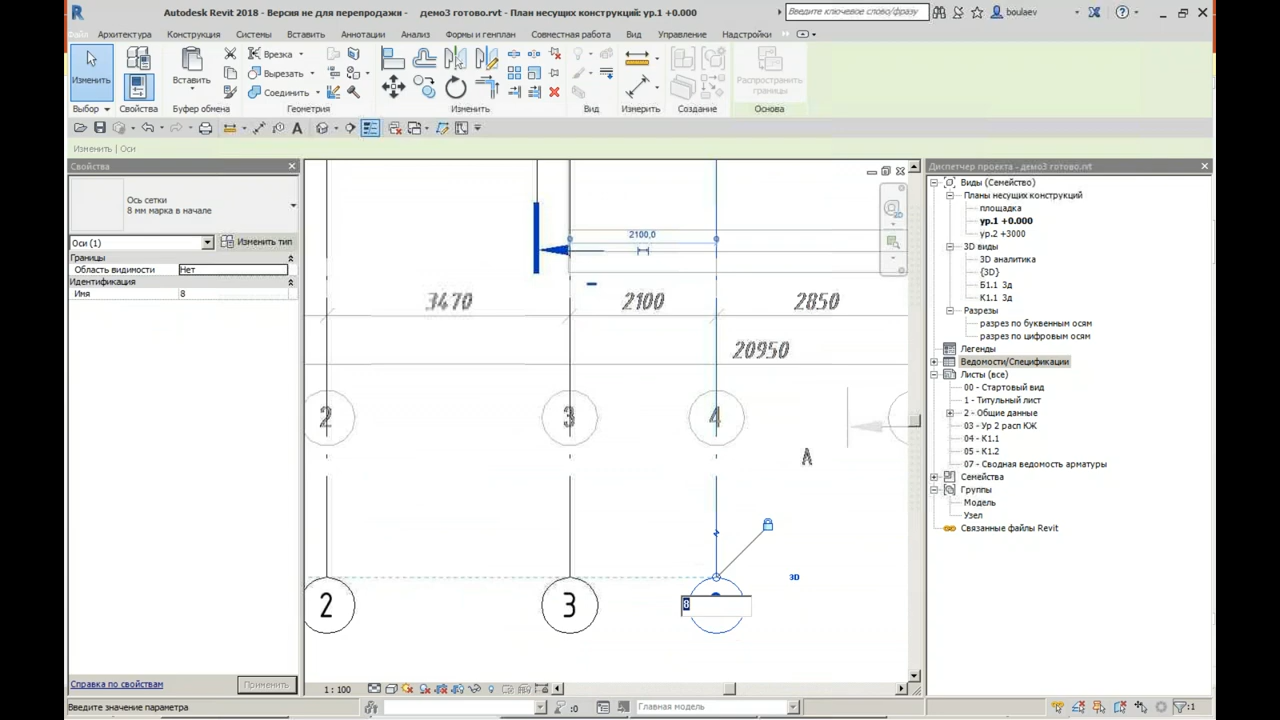 Autodesk Revit 2018 - Версия не для перепродажи - демо3 готово.rvt - План несущих конструкций: ур.1 +0.000
Введите ключевое слово/фразу
boulaev
Файл Архитектура Конструкция Системы Вставить Аннотации Анализ Формы и генплан Совместная работа Вид Управление Надстройки
Изменить
Вставить
Врезка
Вырезать
Соединить
Распространить
границы
Выбор Свойства Буфер обмена Геометрия Изменить Вид Измерить Создание Основа
Изменить | Оси
Свойства
Ось сетки
8 мм марка в начале
Оси (1)
Изменить тип
Границы
Область видимости Нет
Идентификация
Имя 8
Справка по свойствам
Применить
2100,0
3470 2100 2850
20950
2 3 4
А
3D
2 3 8
1 : 100
Диспетчер проекта - демо3 готово.rvt
Виды (Семейство)
Планы несущих конструкций
площадка
ур.1 +0.000
ур.2 +3000
3D виды
3D аналитика
{3D}
Б1.1 3д
К1.1 3д
Разрезы
разрез по буквенным осям
разрез по цифровым осям
Легенды
Ведомости/Спецификации
Листы (все)
00 - Стартовый вид
1 - Титульный лист
2 - Общие данные
03 - Ур 2 расп КЖ
04 - К1.1
05 - К1.2
07 - Сводная ведомость арматуры
Семейства
Группы
Модель
Узел
Связанные файлы Revit
Введите значение параметра
:0
Главная модель
:1